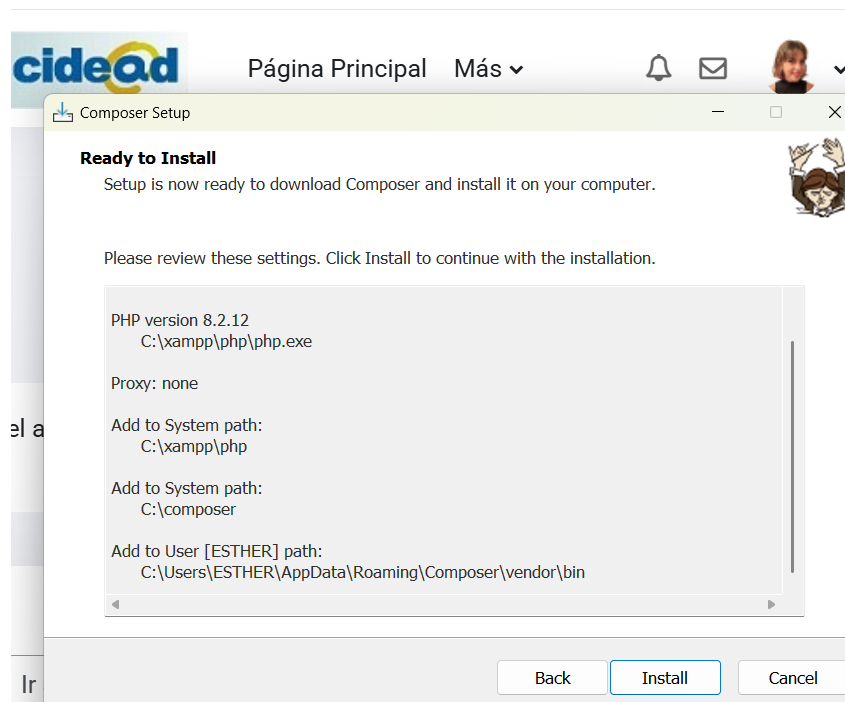 cidead
Página Principal
Más
Composer Setup
Ready to Install
Setup is now ready to download Composer and install it on your computer.
Please review these settings. Click Install to continue with the installation.
PHP version 8.2.12
C:\xampp\php\php.exe
Proxy: none
Add to System path:
C:\xampp\php
Add to System path:
C:\composer
Add to User [ESTHER] path:
C:\Users\ESTHER\AppData\Roaming\Composer\vendor\bin
el a
Ir
Back
Install
Cancel